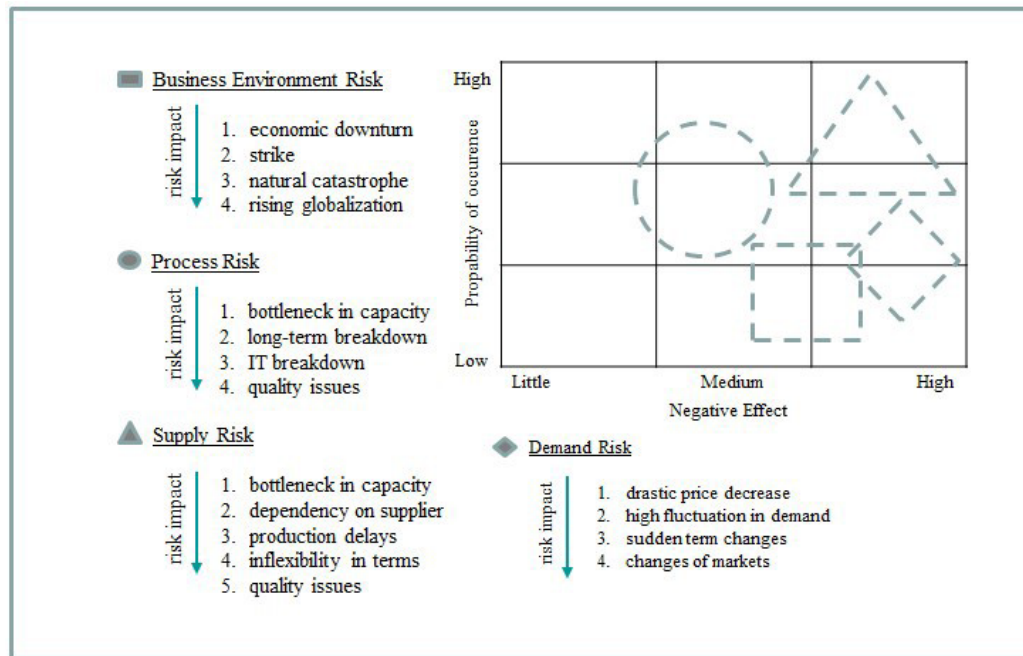 Business Environment Risk
risk impact
1. economic downturn
2. strike
3. natural catastrophe
4. rising globalization
Process Risk
risk impact
1. bottleneck in capacity
2. long-term breakdown
3. IT breakdown
4. quality issues
Supply Risk
risk impact
1. bottleneck in capacity
2. dependency on supplier
3. production delays
4. inflexibility in terms
5. quality issues
High
Propability of occurence
Low
Little Medium High
Negative Effect
Demand Risk
risk impact
1. drastic price decrease
2. high fluctuation in demand
3. sudden term changes
4. changes of markets